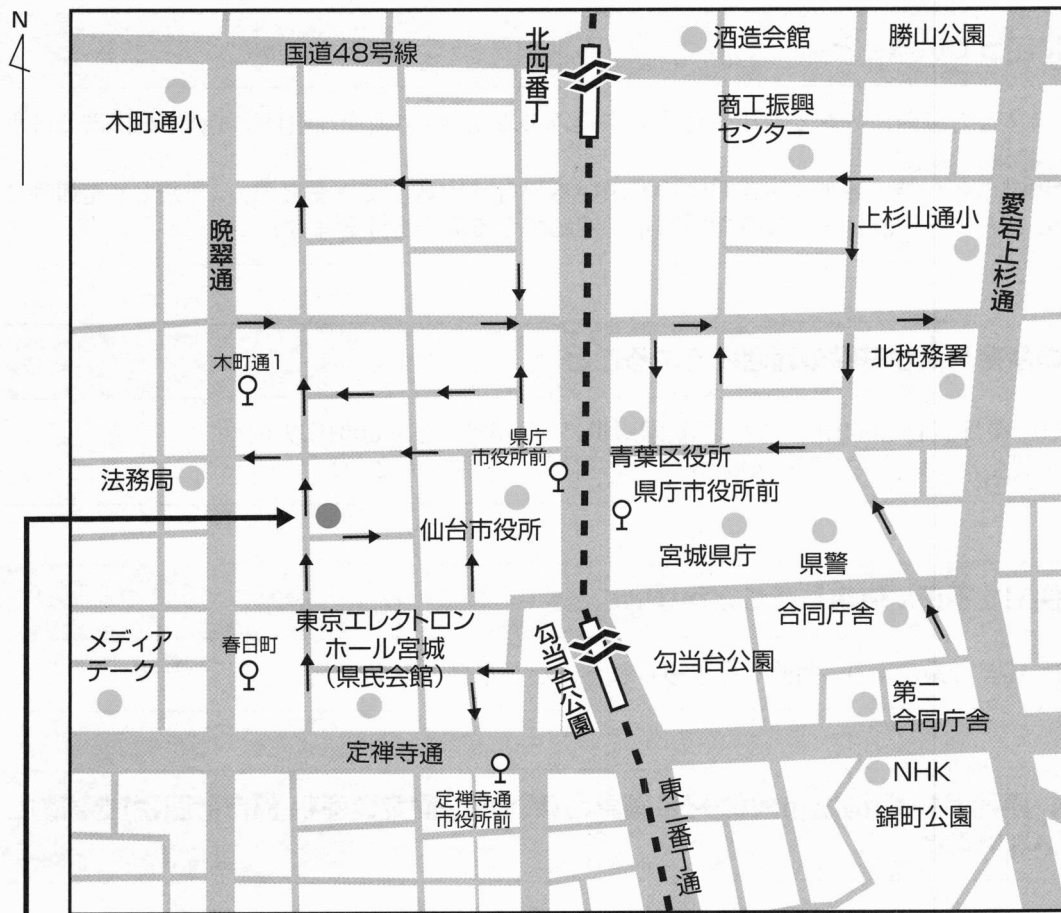 N
国道48号線
北四番丁
酒造会館
勝山公園
木町通小
商工振興
センター
晩翠通
上杉山通小
愛宕上杉通
木町通1
北税務署
県庁
市役所前
青葉区役所
法務局
県庁市役所前
仙台市役所
宮城県庁
県警
メディア
テーク
春日町
東京エレクトロン
ホール宮城
(県民会館)
勾当台公園
勾当台公園
合同庁舎
第二
合同庁舎
定禅寺通
定禅寺通
市役所前
東二番丁通
NHK
錦町公園